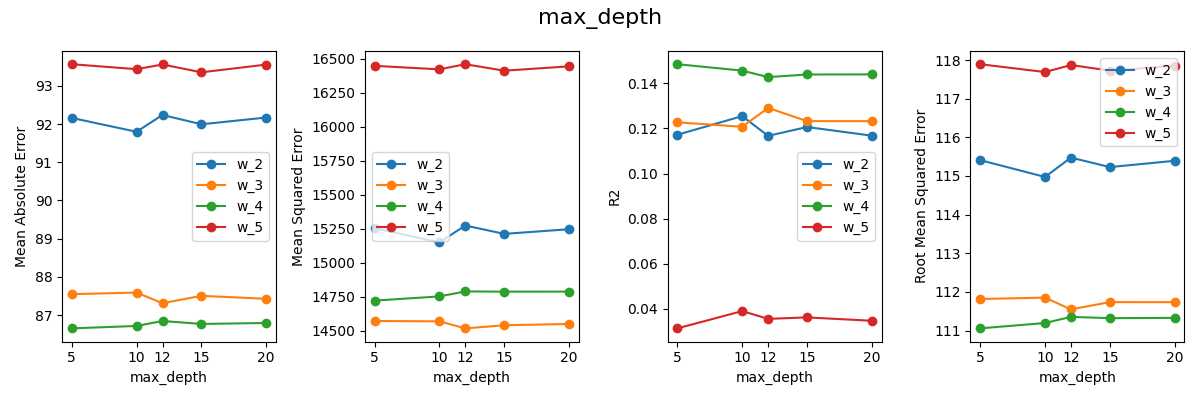 max_depth
Mean Absolute Error
93
92
91
90
89
88
87
5
10
12
15
20
max_depth
w_2
w_3
w_4
w_5
Mean Squared Error
16500
16250
16000
15750
15500
15250
15000
14750
14500
5
10
12
15
20
max_depth
w_2
w_3
w_4
w_5
R2
0.14
0.12
0.10
0.08
0.06
0.04
5
10
12
15
20
max_depth
w_2
w_3
w_4
w_5
Root Mean Squared Error
118
117
116
115
114
113
112
111
5
10
12
15
20
max_depth
w_2
w_3
w_4
w_5